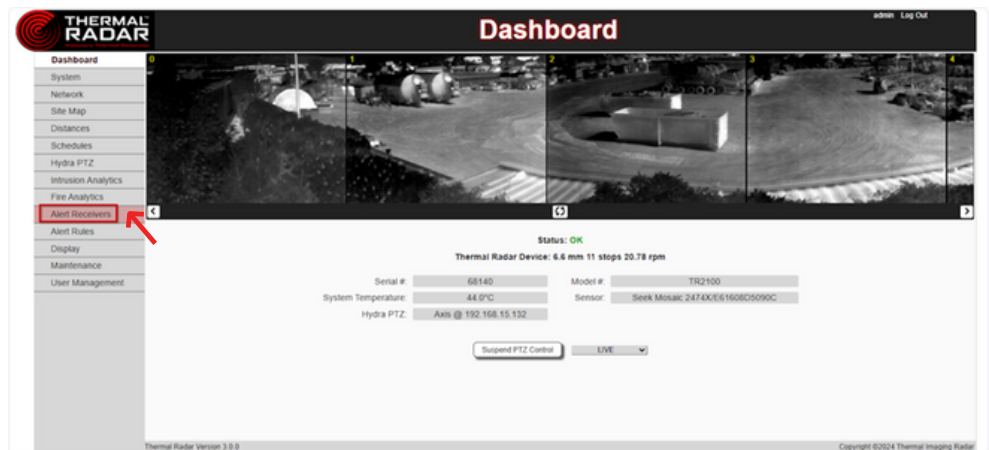 THERMAL
RADAR
Dashboard
admin Log Out
Dashboard
System
Network
Site Map
Distances
Schedules
Hydra PTZ
Intrusion Analytics
Fire Analytics
Alert Receivers
Alert Rules
Display
Maintenance
User Management
0 1 2 3 4
Status: OK
Thermal Radar Device: 6.6 mm 11 stops 20.78 rpm
Serial #: 68140 Model #: TR2100
System Temperature: 44.0°C Sensor: Seek Mosaic 2474X/E61608D5090C
Hydra PTZ: Axis @ 192.168.15.132
Suspend PTZ Control LIVE
Thermal Radar Version 3.0.0 Copyright ©2024 Thermal Imaging Radar